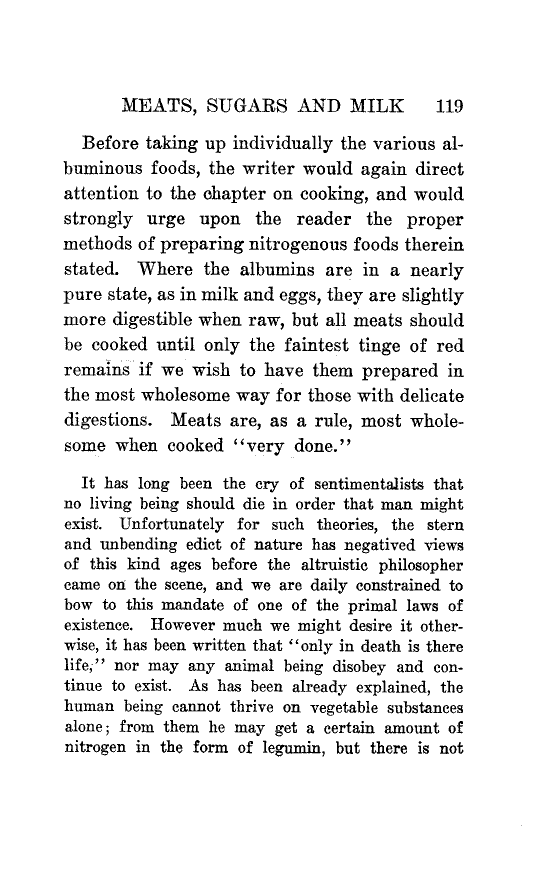 MEATS, SUGARS AND MILK 119
Before taking up individually the various al-
buminous foods, the writer would again direct
attention to the chapter on cooking, and would
strongly urge upon the reader the proper
methods of preparing nitrogenous foods therein
stated. Where the albumins are in a nearly
pure state, as in milk and eggs, they are slightly
more digestible when raw, but all meats should
be cooked until only the faintest tinge of red
remains if we wish to have them prepared in
the most wholesome way for those with delicate
digestions. Meats are, as a rule, most whole-
some when cooked “very done.”
It has long been the cry of sentimentalists that
no living being should die in order that man might
exist. Unfortunately for such theories, the stern
and unbending edict of nature has negatived views
of this kind ages before the altruistic philosopher
came on the scene, and we are daily constrained to
bow to this mandate of one of the primal laws of
existence. However much we might desire it other-
wise, it has been written that “only in death is there
life,” nor may any animal being disobey and con-
tinue to exist. As has been already explained, the
human being cannot thrive on vegetable substances
alone; from them he may get a certain amount of
nitrogen in the form of legumin, but there is not